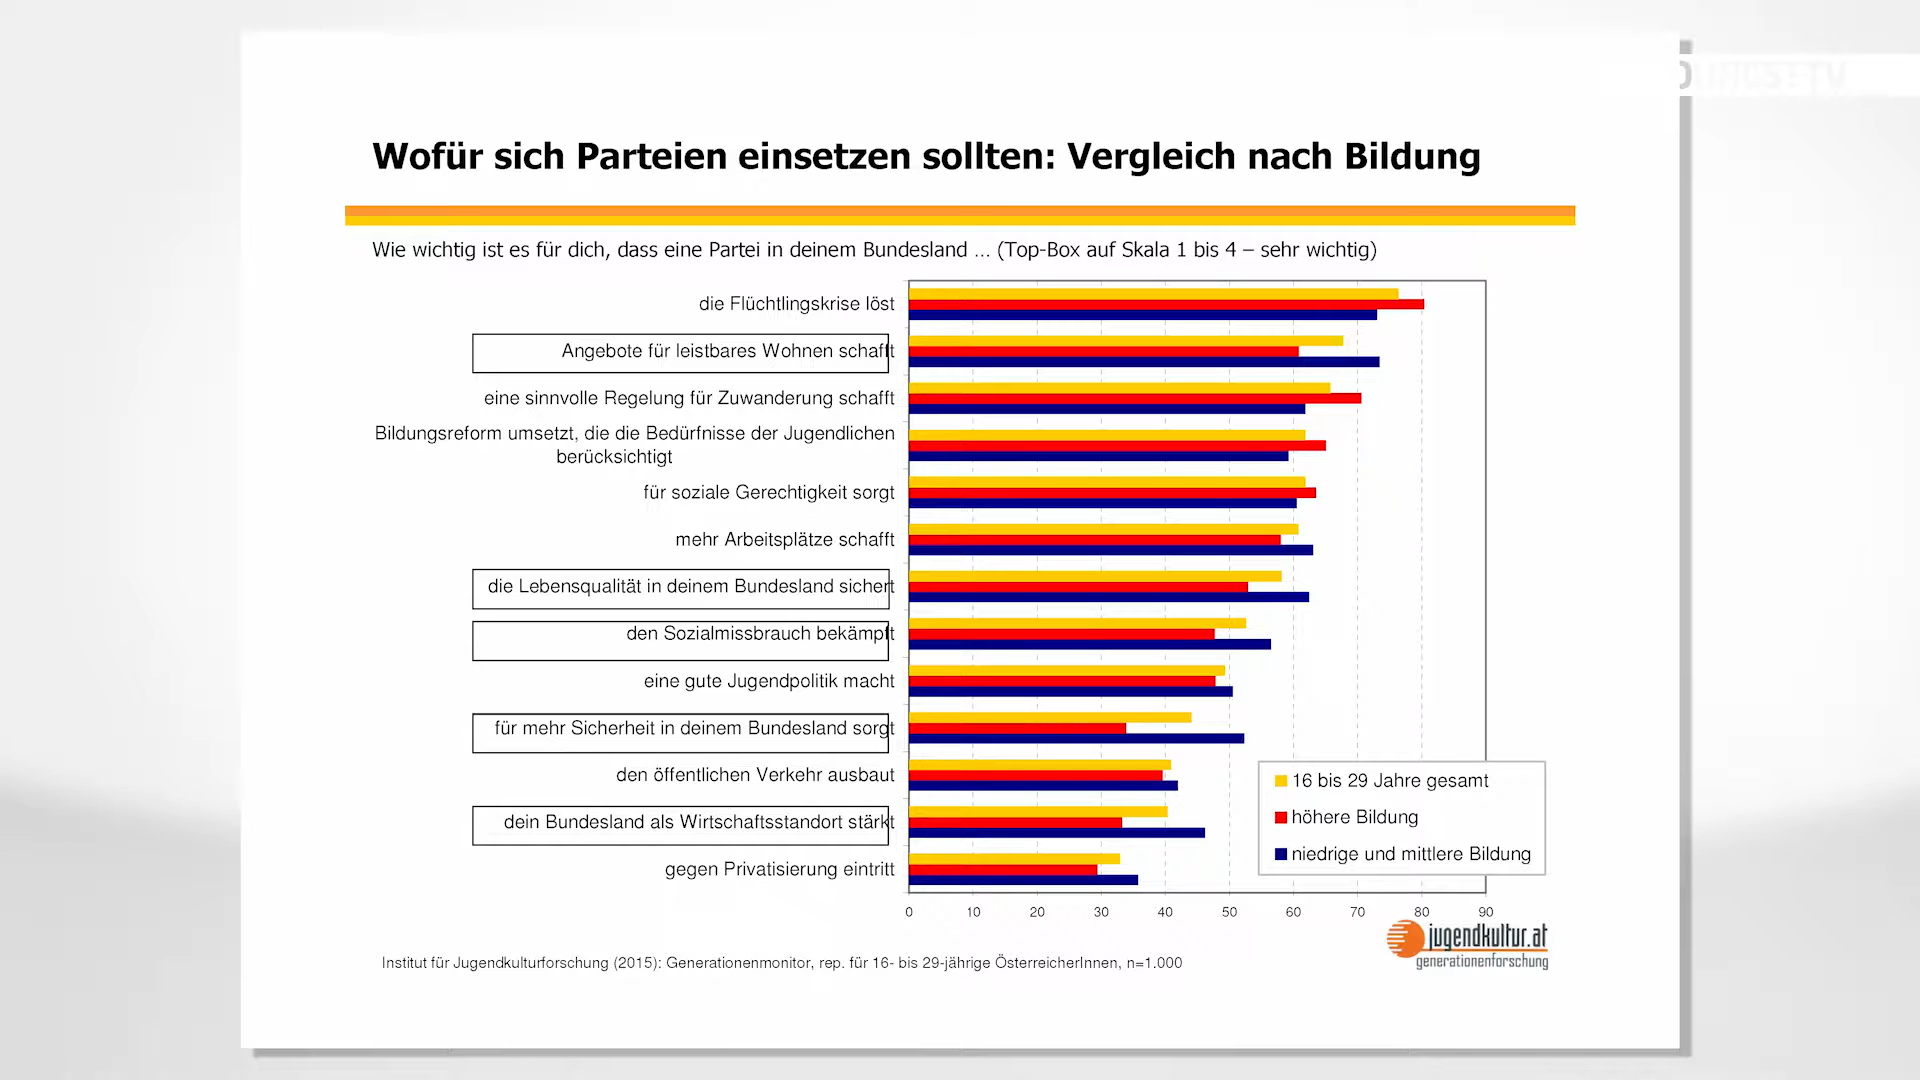 Wofür sich Parteien einsetzen sollten: Vergleich nach Bildung
Wie wichtig ist es für dich, dass eine Partei in deinem Bundesland ... (Top-Box auf Skala 1 bis 4 – sehr wichtig)
die Flüchtlingskrise löst
Angebote für leistbares Wohnen schafft
eine sinnvolle Regelung für Zuwanderung schafft
Bildungsreform umsetzt, die die Bedürfnisse der Jugendlichen
berücksichtigt
für soziale Gerechtigkeit sorgt
mehr Arbeitsplätze schafft
die Lebensqualität in deinem Bundesland sichert
den Sozialmissbrauch bekämpft
eine gute Jugendpolitik macht
für mehr Sicherheit in deinem Bundesland sorgt
den öffentlichen Verkehr ausbaut
dein Bundesland als Wirtschaftsstandort stärkt
gegen Privatisierung eintritt
16 bis 29 Jahre gesamt
höhere Bildung
niedrige und mittlere Bildung
0 10 20 30 40 50 60 70 80 90
jugendkultur.at
generationenforschung
Institut für Jugendkulturforschung (2015): Generationenmonitor, rep. für 16- bis 29-jährige ÖsterreicherInnen, n=1.000